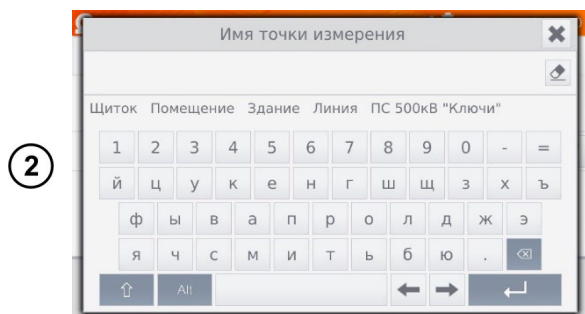 Имя точки измерения
Щиток Помещение Здание Линия ПС 500кВ "Ключи"
1 2 3 4 5 6 7 8 9 0 - =
й ц у к е н г ш щ з х ъ
2
ф ы в а п р о л д ж э
я ч с м и т ь б ю .
Alt